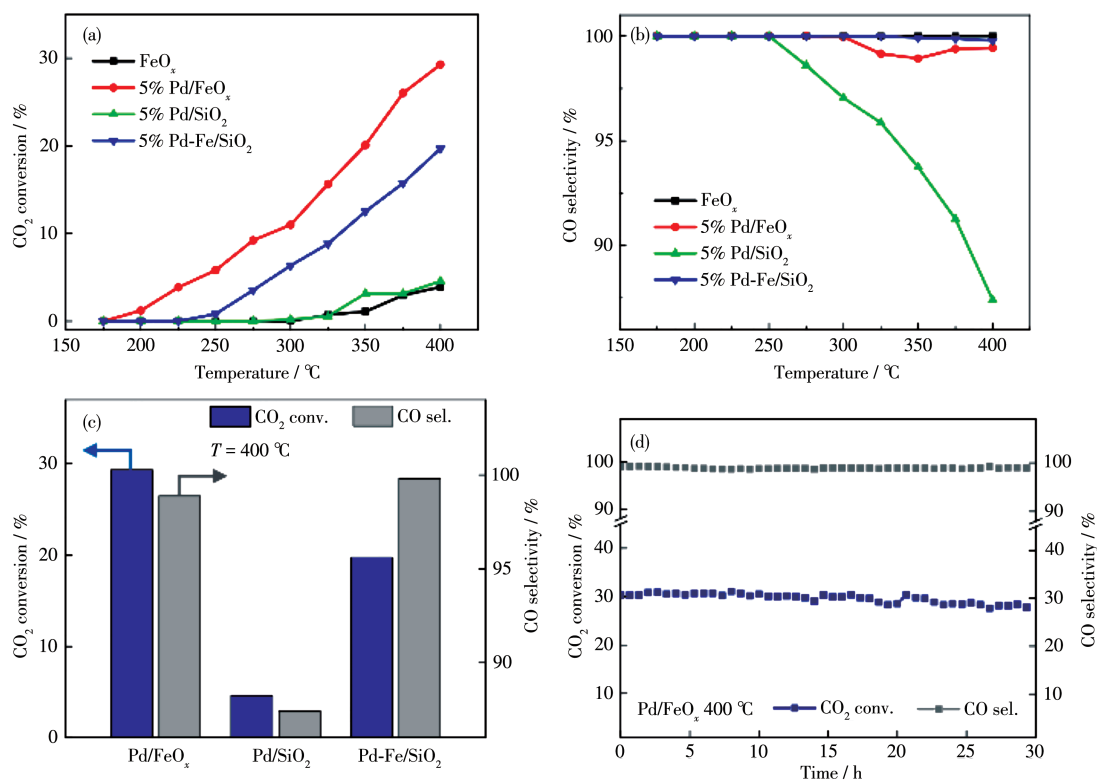 (a)
FeOₓ
5% Pd/FeOₓ
5% Pd/SiO₂
5% Pd-Fe/SiO₂
CO₂ conversion / %
30
20
10
0
150 200 250 300 350 400
Temperature / ℃
(b)
FeOₓ
5% Pd/FeOₓ
5% Pd/SiO₂
5% Pd-Fe/SiO₂
CO selectivity / %
100
95
90
150 200 250 300 350 400
Temperature / ℃
(c)
CO₂ conv. CO sel.
T = 400 ℃
CO₂ conversion / %
30
20
10
0
CO selectivity / %
100
95
90
Pd/FeOₓ Pd/SiO₂ Pd-Fe/SiO₂
(d)
CO₂ conversion / %
100
90
40
30
20
10
CO selectivity / %
100
90
40
30
20
10
Pd/FeOₓ 400 ℃ CO₂ conv. CO sel.
0 5 10 15 20 25 30
Time / h